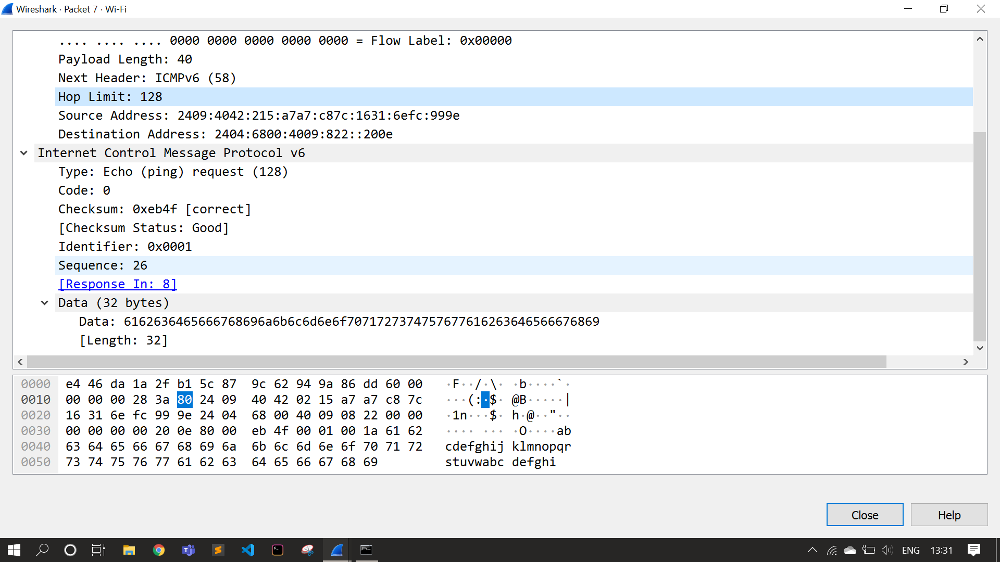 Wireshark · Packet 7 · Wi-Fi
.... .... .... 0000 0000 0000 0000 0000 = Flow Label: 0x00000
Payload Length: 40
Next Header: ICMPv6 (58)
Hop Limit: 128
Source Address: 2409:4042:215:a7a7:c87c:1631:6efc:999e
Destination Address: 2404:6800:4009:822::200e
Internet Control Message Protocol v6
Type: Echo (ping) request (128)
Code: 0
Checksum: 0xeb4f [correct]
[Checksum Status: Good]
Identifier: 0x0001
Sequence: 26
[Response In: 8]
Data (32 bytes)
Data: 6162636465666768696a6b6c6d6e6f7071727374757677616263646566676869
[Length: 32]
0000 e4 46 da 1a 2f b1 5c 87 9c 62 94 9a 86 dd 60 00 ·F··/·\· ·b····`·
0010 00 00 00 28 3a 80 24 09 40 42 02 15 a7 a7 c8 7c ···(:·$· @B·····|
0020 16 31 6e fc 99 9e 24 04 68 00 40 09 08 22 00 00 ·1n···$· h·@··"··
0030 00 00 00 00 20 0e 80 00 eb 4f 00 01 00 1a 61 62 ···· ··· ·O····ab
0040 63 64 65 66 67 68 69 6a 6b 6c 6d 6e 6f 70 71 72 cdefghij klmnopqr
0050 73 74 75 76 77 61 62 63 64 65 66 67 68 69 stuvwabc defghi
Close Help
ENG 13:31